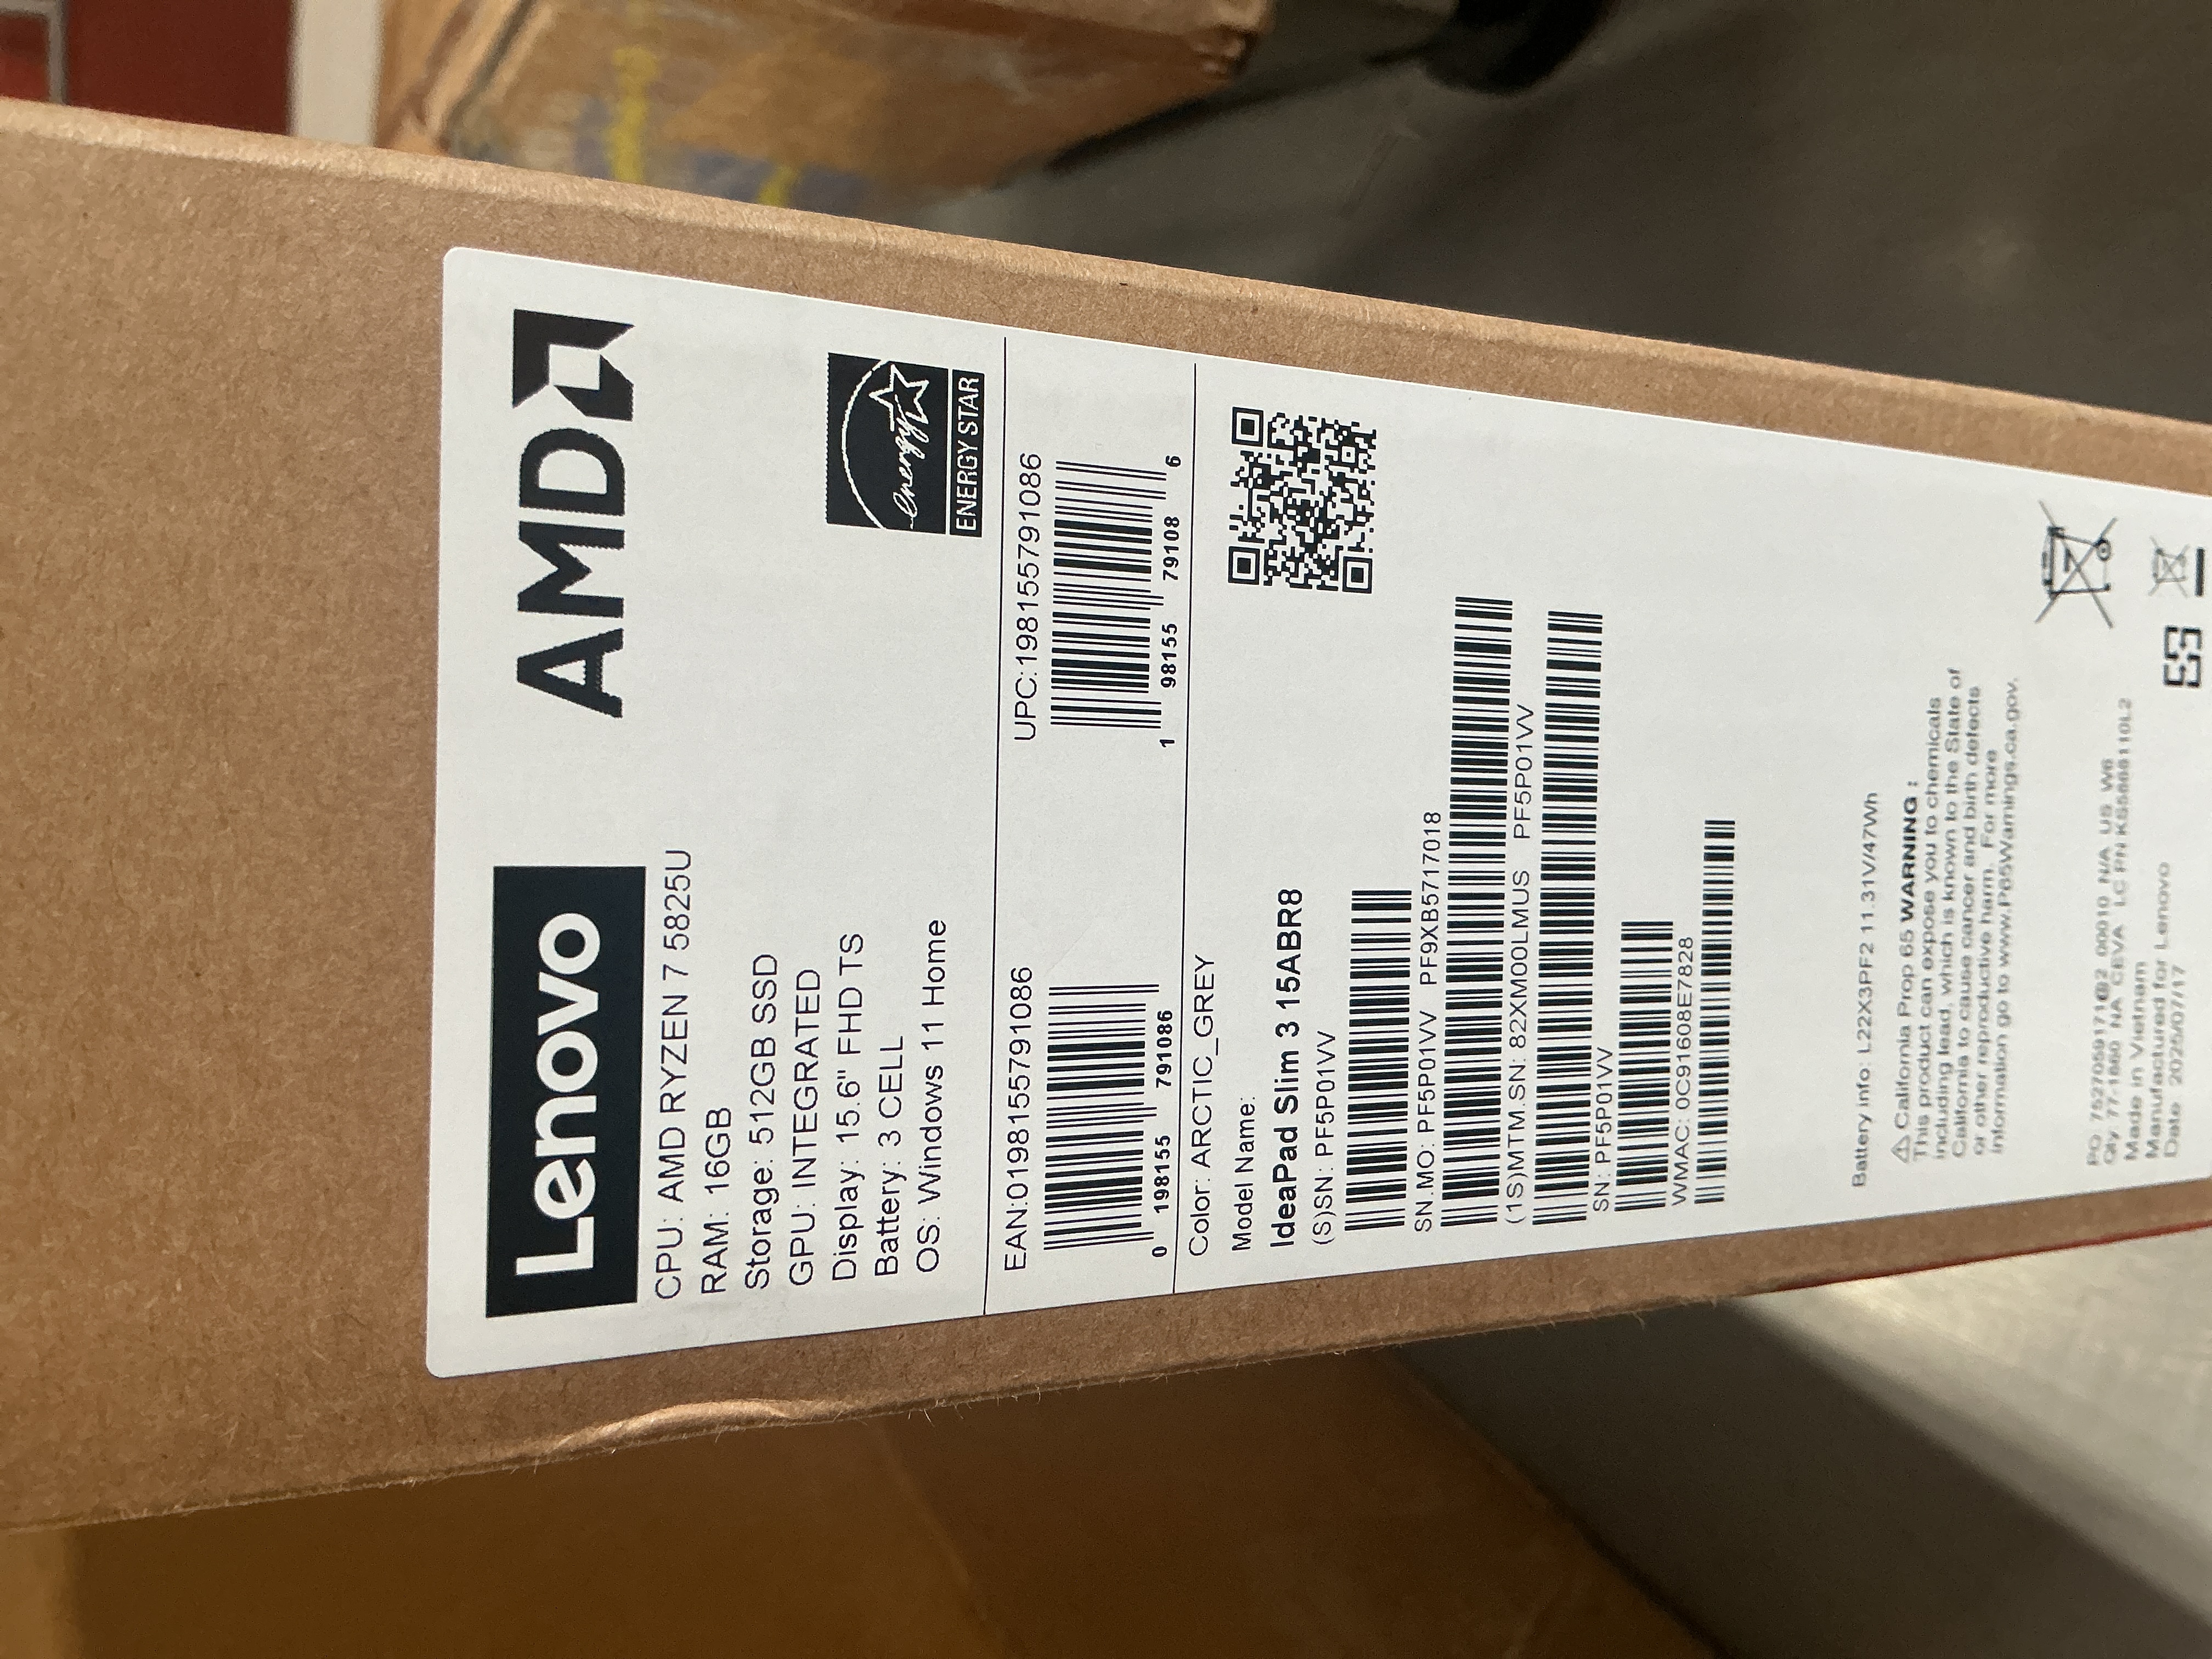 Lenovo
AMD
CPU: AMD RYZEN 7 5825U
RAM: 16GB
Storage: 512GB SSD
GPU: INTEGRATED
Display: 15.6" FHD TS
Battery: 3 CELL
OS: Windows 11 Home
energy
ENERGY STAR
EAN:0198155791086
0 198155 791086
UPC:198155791086
1 98155 79108 6
Color: ARCTIC_GREY
Model Name:
IdeaPad Slim 3 15ABR8
(S)SN: PF5P01VV
SN.MO: PF5P01VV PF9XB5717018
(1S)MTM.SN: 82XM00LMUS PF5P01VV
SN: PF5P01VV
WMAC: 0C91608E7828
Battery info: L22X3PF2 11.31V/47Wh
⚠ California Prop 65 WARNING :
This product can expose you to chemicals
including lead, which is known to the State of
California to cause cancer and birth defects
or other reproductive harm. For more
information go to www.P65Warnings.ca.gov.
Made in Vietnam
Manufactured for Lenovo
Date 2025/07/17